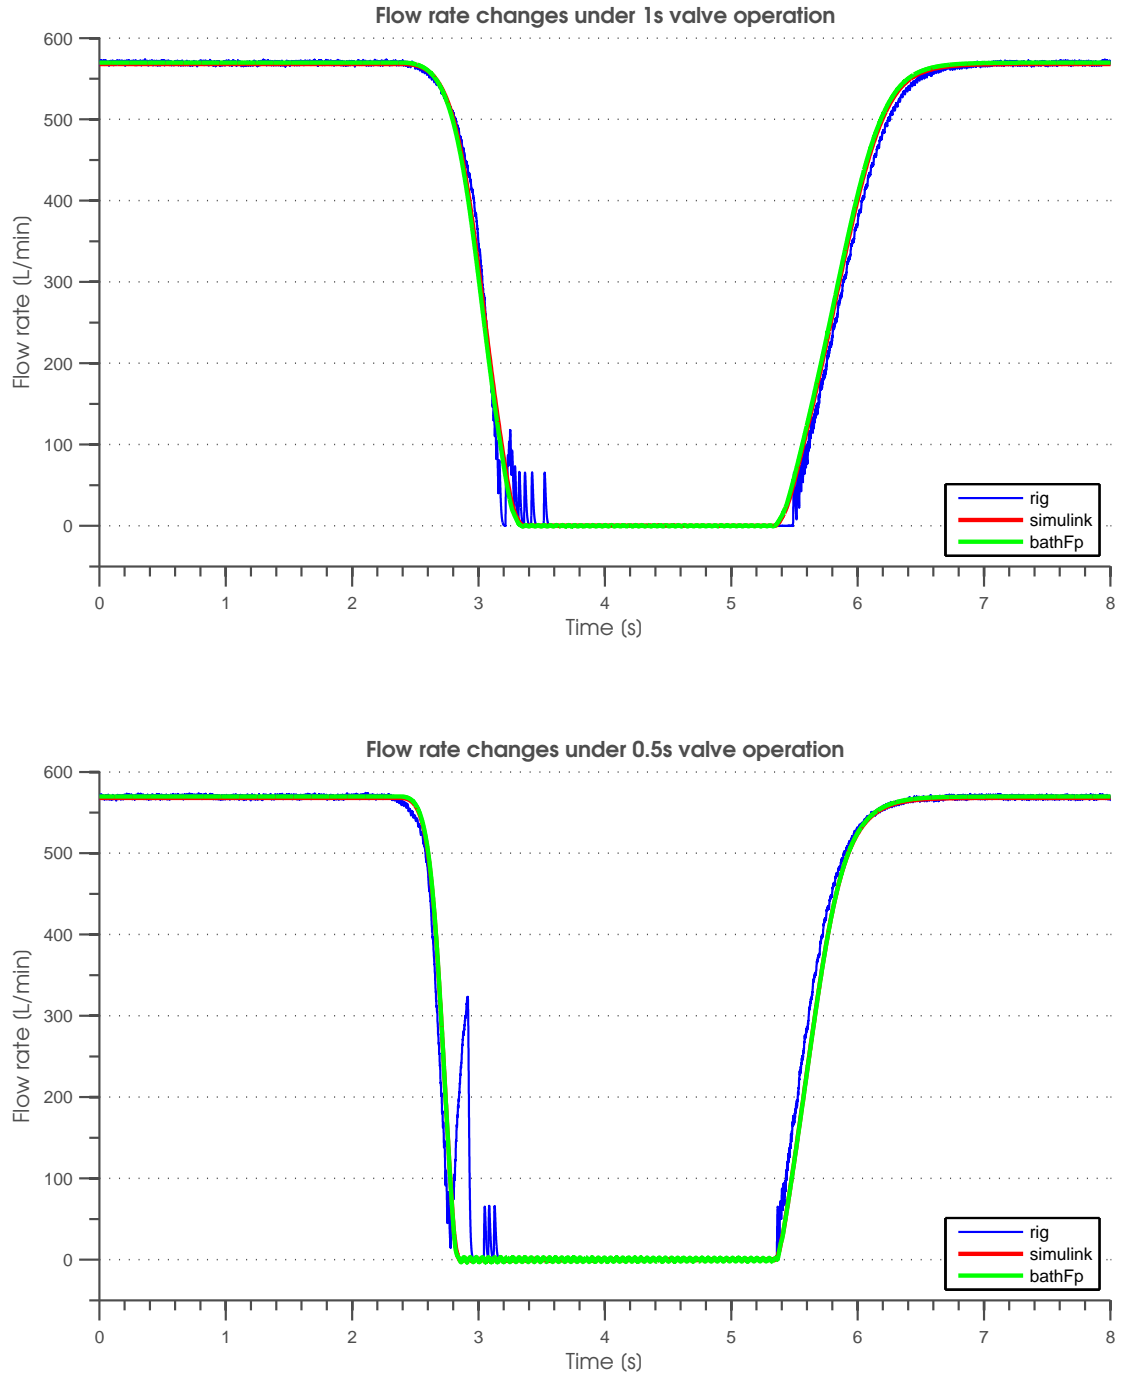 Flow rate changes under 1s valve operation
600
500
400
300
200
100
0
Flow rate (L/min)
rig
simulink
bathFp
0 1 2 3 4 5 6 7 8
Time (s)
Flow rate changes under 0.5s valve operation
600
500
400
300
200
100
0
Flow rate (L/min)
rig
simulink
bathFp
0 1 2 3 4 5 6 7 8
Time (s)